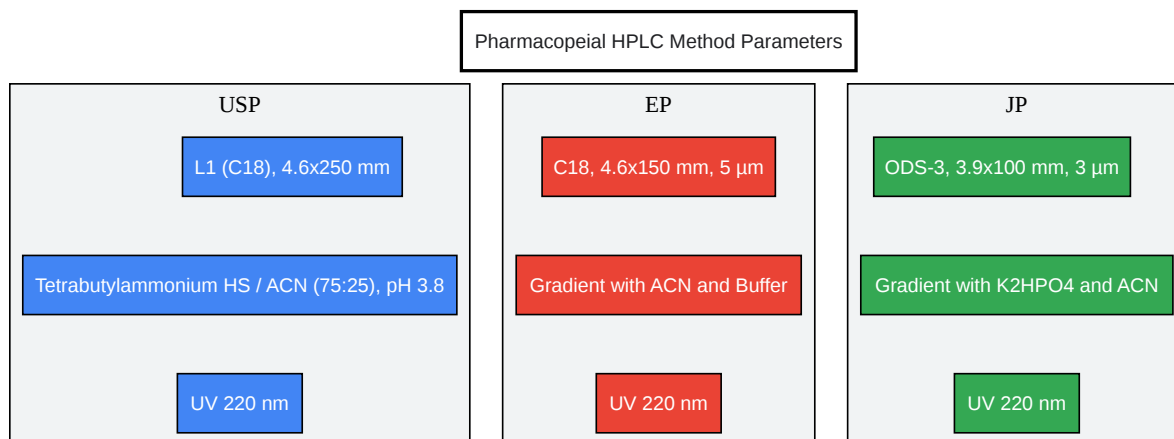 Pharmacopeial HPLC Method Parameters
USP
L1 (C18), 4.6x250 mm
Tetrabutylammonium HS / ACN (75:25), pH 3.8
UV 220 nm
EP
C18, 4.6x150 mm, 5 µm
Gradient with ACN and Buffer
UV 220 nm
JP
ODS-3, 3.9x100 mm, 3 µm
Gradient with K2HPO4 and ACN
UV 220 nm